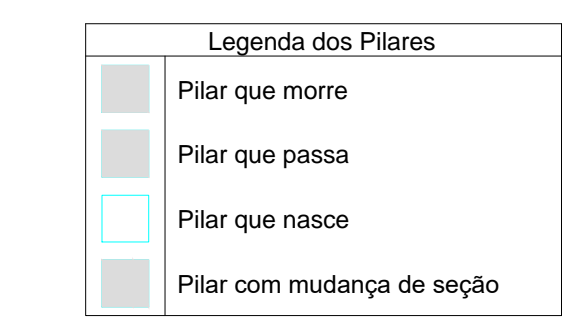 Legenda dos Pilares
Pilar que morre
Pilar que passa
Pilar que nasce
Pilar com mudança de seção